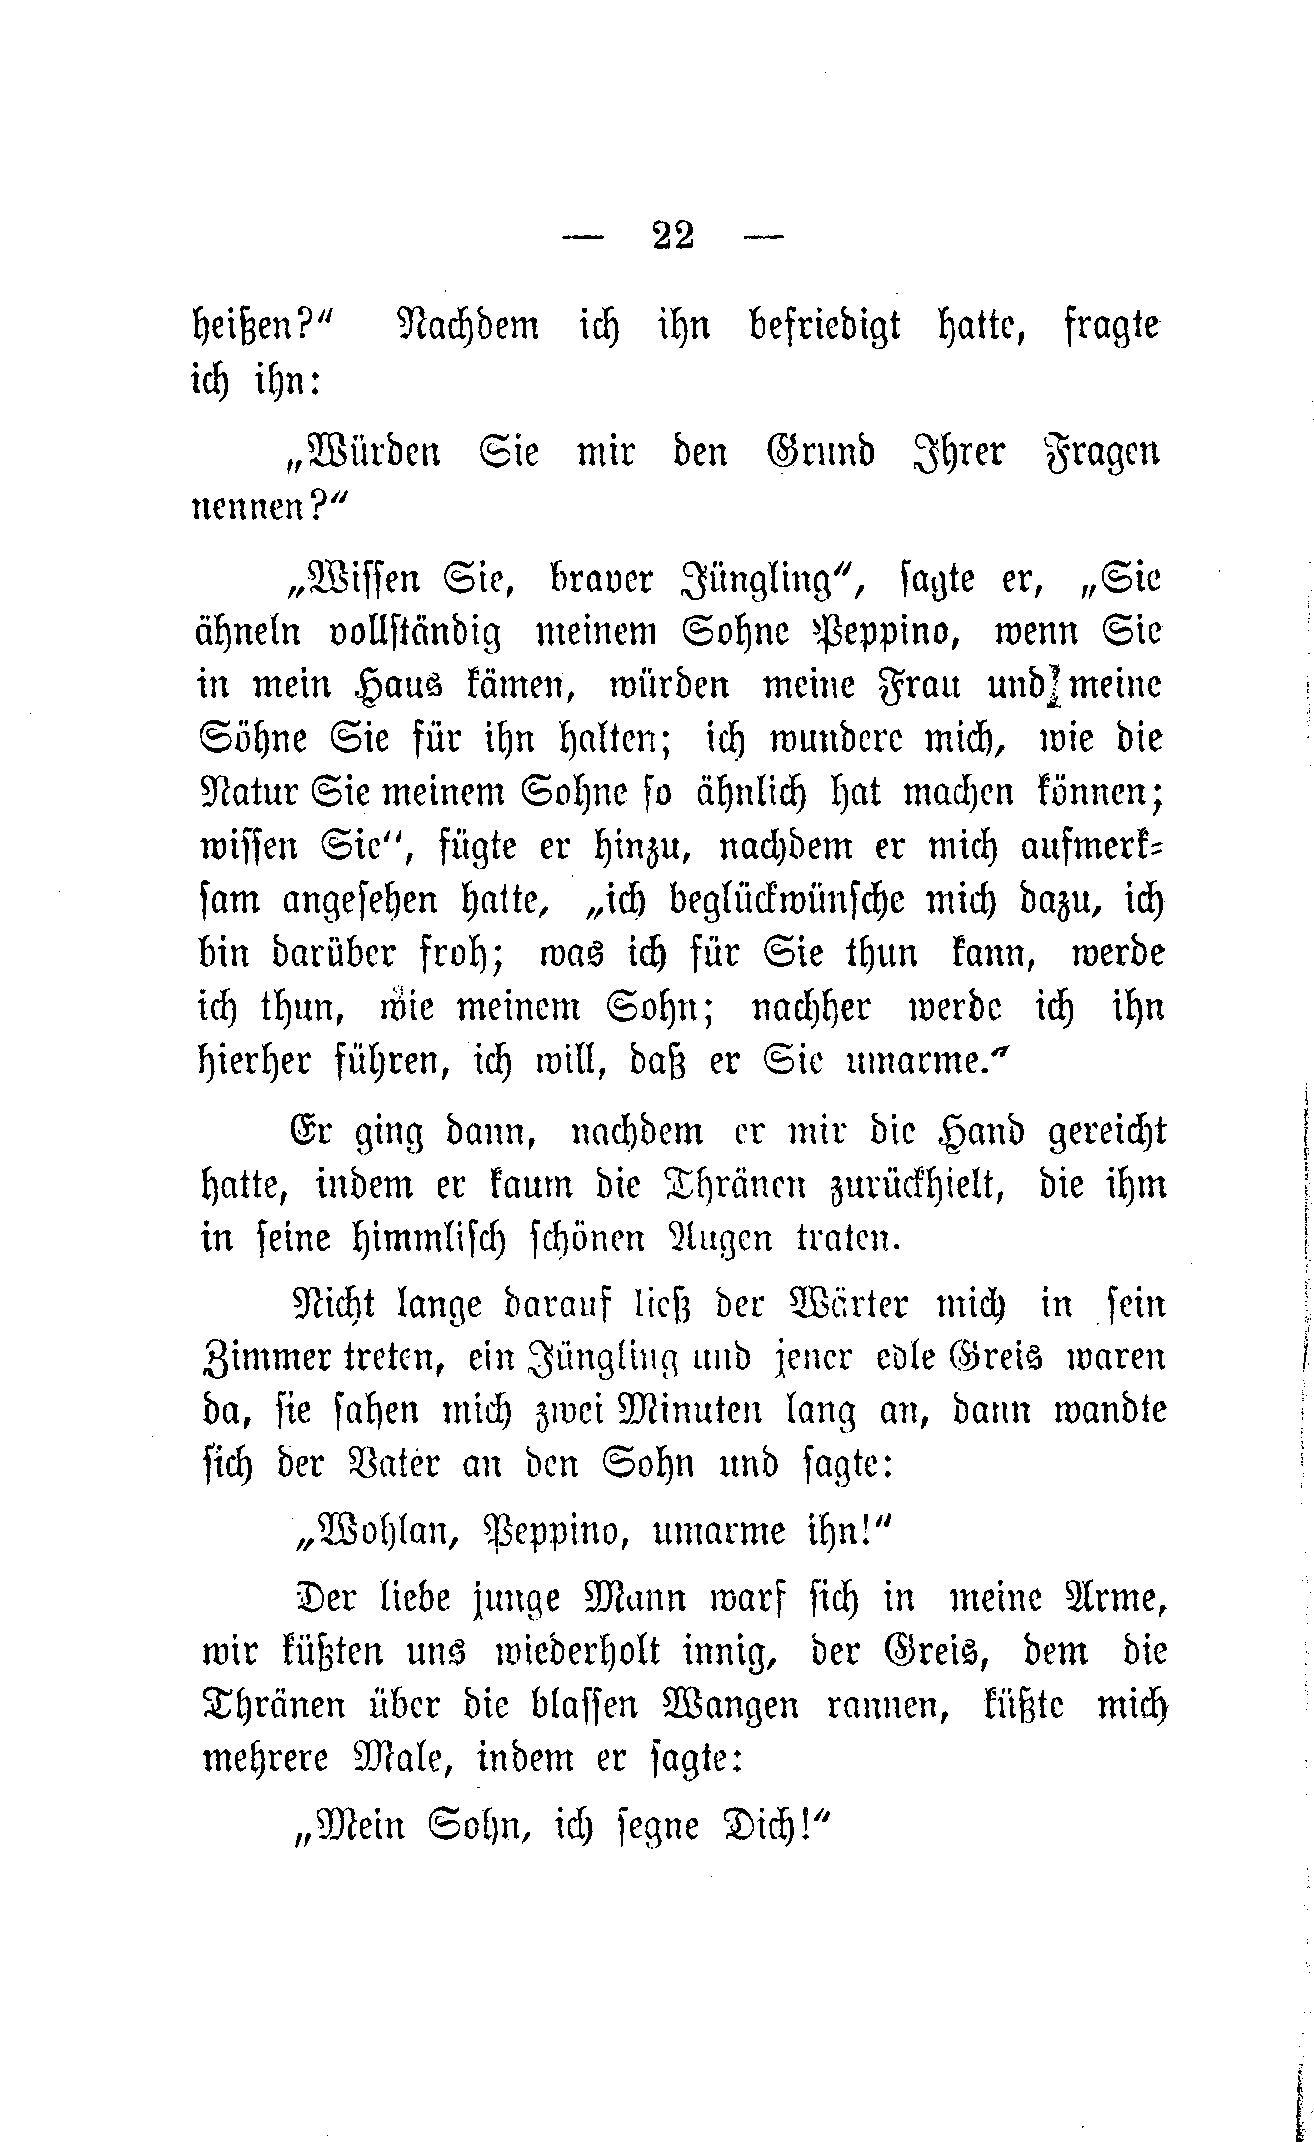 — 22 —
heißen?" Nachdem ich ihn befriedigt hatte, fragte
ich ihn:
„Würden Sie mir den Grund Ihrer Fragen
nennen?"
„Wissen Sie, braver Jüngling", sagte er, „Sie
ähneln vollständig meinem Sohne Peppino, wenn Sie
in mein Haus kämen, würden meine Frau und meine
Söhne Sie für ihn halten; ich wundere mich, wie die
Natur Sie meinem Sohne so ähnlich hat machen können;
wissen Sie", fügte er hinzu, nachdem er mich aufmerk-
sam angesehen hatte, „ich beglückwünsche mich dazu, ich
bin darüber froh; was ich für Sie thun kann, werde
ich thun, wie meinem Sohn; nachher werde ich ihn
hierher führen, ich will, daß er Sie umarme."
Er ging dann, nachdem er mir die Hand gereicht
hatte, indem er kaum die Thränen zurückhielt, die ihm
in seine himmlisch schönen Augen traten.
Nicht lange darauf ließ der Wärter mich in sein
Zimmer treten, ein Jüngling und jener edle Greis waren
da, sie sahen mich zwei Minuten lang an, dann wandte
sich der Vater an den Sohn und sagte:
„Wohlan, Peppino, umarme ihn!"
Der liebe junge Mann warf sich in meine Arme,
wir küßten uns wiederholt innig, der Greis, dem die
Thränen über die blassen Wangen rannen, küßte mich
mehrere Male, indem er sagte:
„Mein Sohn, ich segne Dich!"